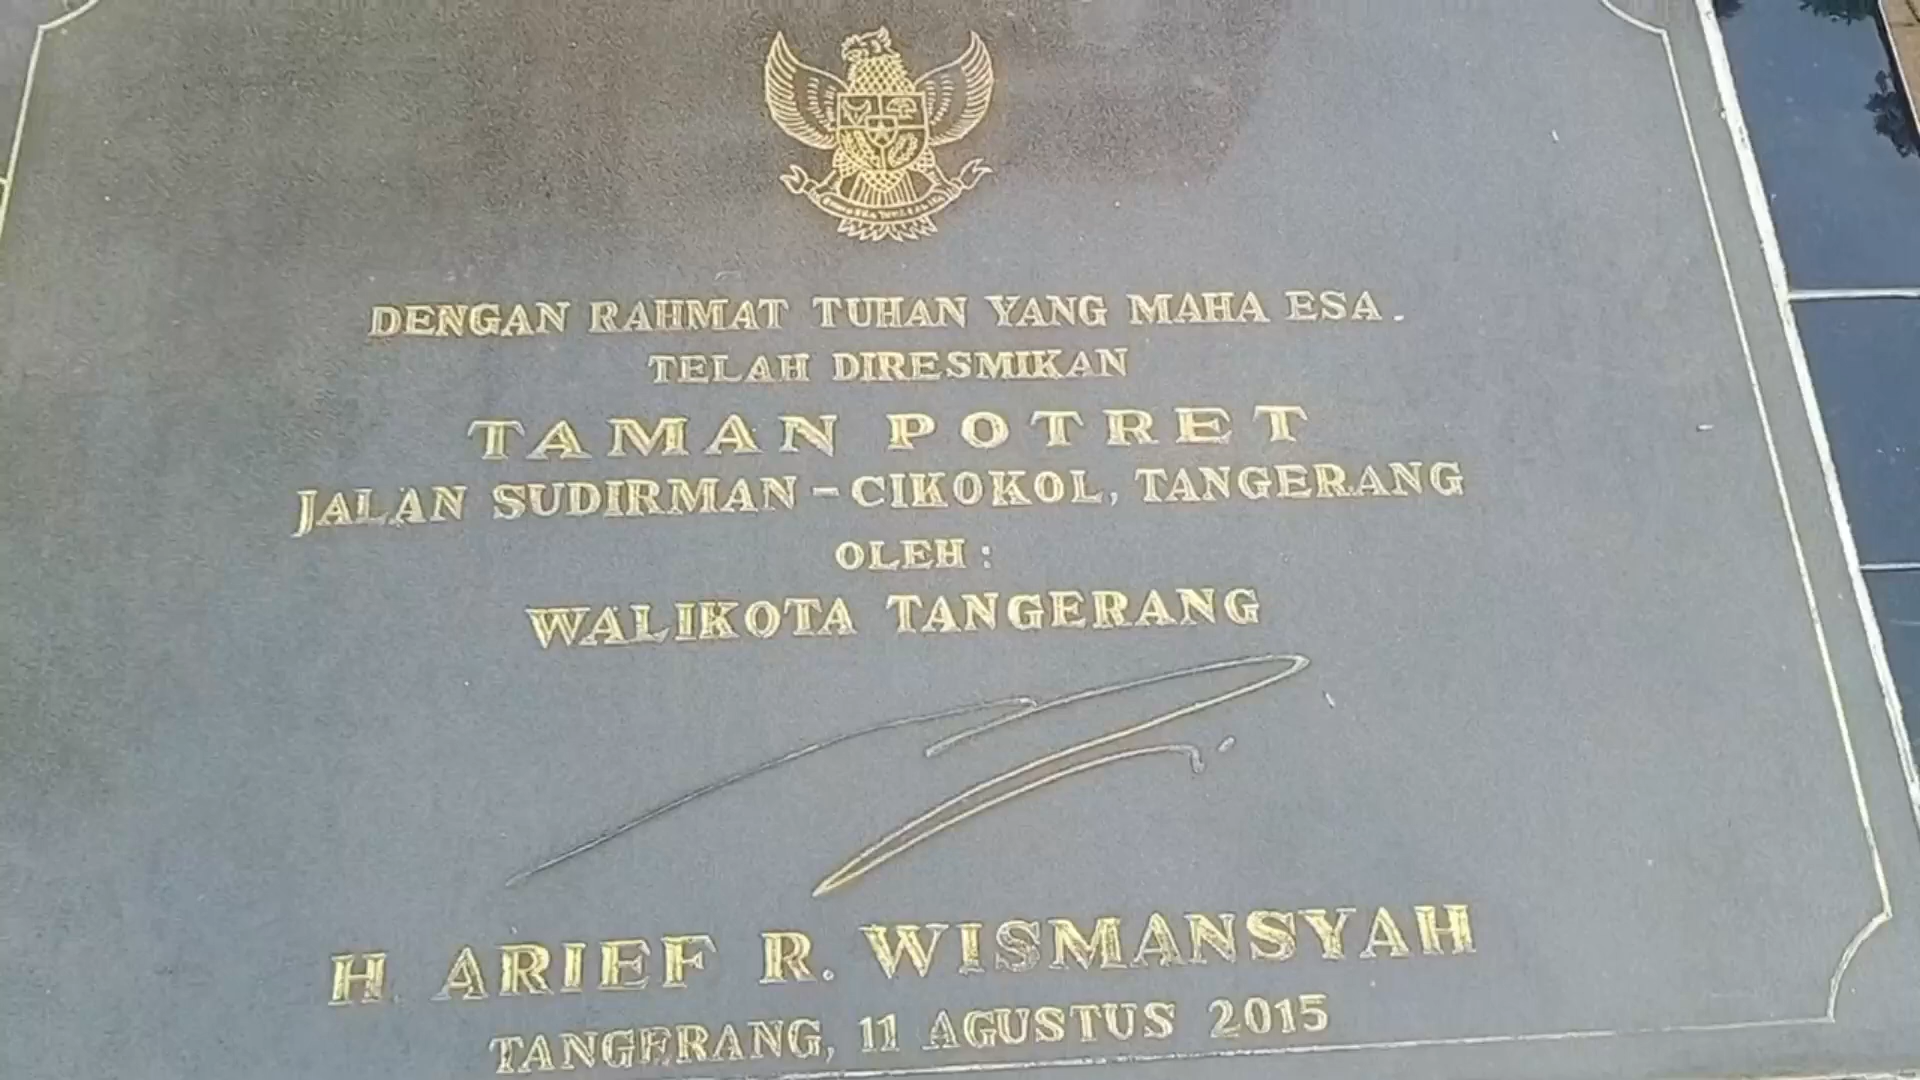 DENGAN RAHMAT TUHAN YANG MAHA ESA.
TELAH DIRESMIKAN
TAMAN POTRET
JALAN SUDIRMAN - CIKOKOL, TANGERANG
OLEH :
WALIKOTA TANGERANG
H. ARIEF R. WISMANSYAH
TANGERANG, 11 AGUSTUS 2015